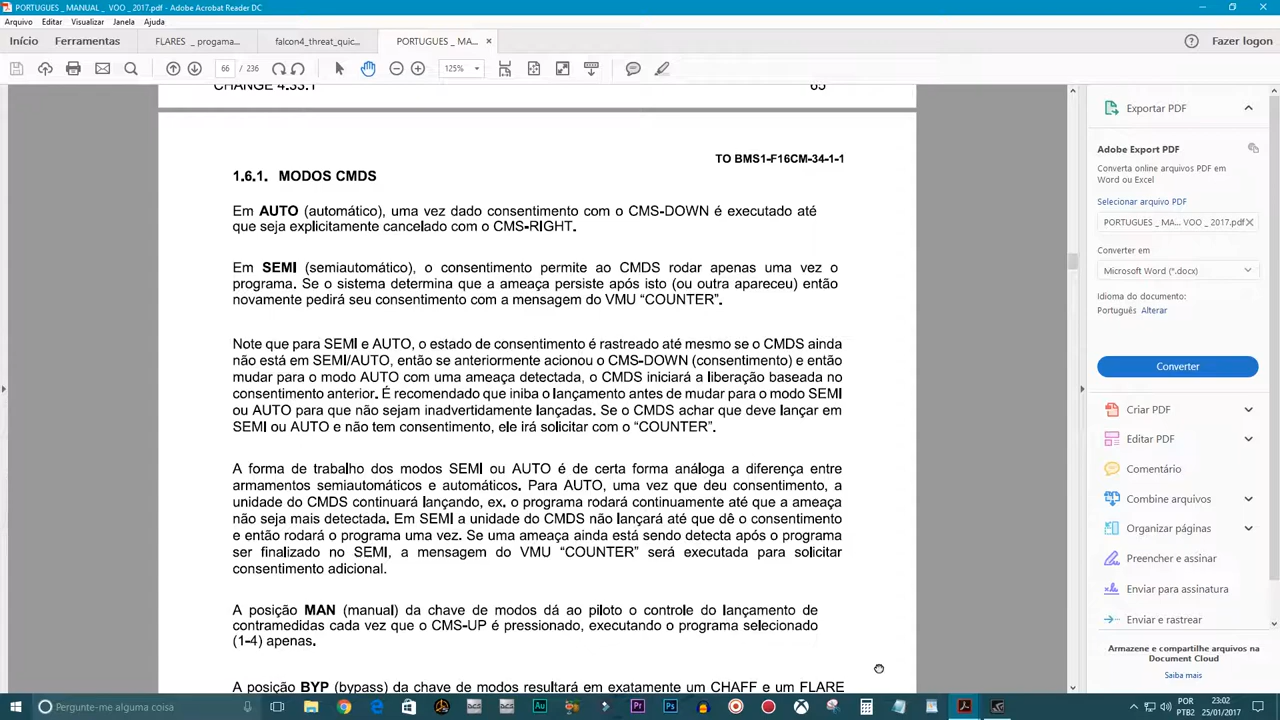 PORTUGUES _ MANUAL _ VOO _ 2017.pdf - Adobe Acrobat Reader DC
Arquivo Editar Visualizar Janela Ajuda
Início Ferramentas FLARES _ progama... falcon4_threat_quic... PORTUGUES _ MA... × Fazer logon
66 / 236 125%
CHANGE 4.33.1 65
TO BMS1-F16CM-34-1-1
1.6.1. MODOS CMDS
Em AUTO (automático), uma vez dado consentimento com o CMS-DOWN é executado até
que seja explicitamente cancelado com o CMS-RIGHT.
Em SEMI (semiautomático), o consentimento permite ao CMDS rodar apenas uma vez o
programa. Se o sistema determina que a ameaça persiste após isto (ou outra apareceu) então
novamente pedirá seu consentimento com a mensagem do VMU “COUNTER”.
Note que para SEMI e AUTO, o estado de consentimento é rastreado até mesmo se o CMDS ainda
não está em SEMI/AUTO, então se anteriormente acionou o CMS-DOWN (consentimento) e então
mudar para o modo AUTO com uma ameaça detectada, o CMDS iniciará a liberação baseada no
consentimento anterior. É recomendado que iniba o lançamento antes de mudar para o modo SEMI
ou AUTO para que não sejam inadvertidamente lançadas. Se o CMDS achar que deve lançar em
SEMI ou AUTO e não tem consentimento, ele irá solicitar com o “COUNTER”.
A forma de trabalho dos modos SEMI ou AUTO é de certa forma análoga a diferença entre
armamentos semiautomáticos e automáticos. Para AUTO, uma vez que deu consentimento, a
unidade do CMDS continuará lançando, ex, o programa rodará continuamente até que a ameaça
não seja mais detectada. Em SEMI a unidade do CMDS não lançará até que dê o consentimento
e então rodará o programa uma vez. Se uma ameaça ainda está sendo detecta após o programa
ser finalizado no SEMI, a mensagem do VMU “COUNTER” será executada para solicitar
consentimento adicional.
A posição MAN (manual) da chave de modos dá ao piloto o controle do lançamento de
contramedidas cada vez que o CMS-UP é pressionado, executando o programa selecionado
(1-4) apenas.
A posição BYP (bypass) da chave de modos resultará em exatamente um CHAFF e um FLARE
Exportar PDF
Adobe Export PDF
Converta online arquivos PDF em
Word ou Excel
Selecionar arquivo PDF
PORTUGUES _ MA... VOO _ 2017.pdf ×
Converter em
Microsoft Word (*.docx)
Idioma do documento:
Português Alterar
Converter
Criar PDF
Editar PDF
Comentário
Combine arquivos
Organizar páginas
Preencher e assinar
Enviar para assinatura
Enviar e rastrear
Armazene e compartilhe arquivos na
Document Cloud
Saiba mais
Pergunte-me alguma coisa
POR
PTB2
23:02
25/01/2017